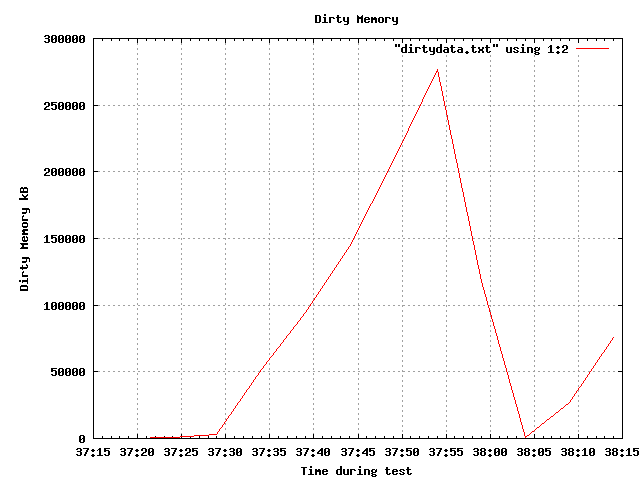 Dirty Memory
"dirtydata.txt" using 1:2
300000
250000
200000
150000
100000
50000
0
Dirty Memory kB
37:15 37:20 37:25 37:30 37:35 37:40 37:45 37:50 37:55 38:00 38:05 38:10 38:15
Time during test